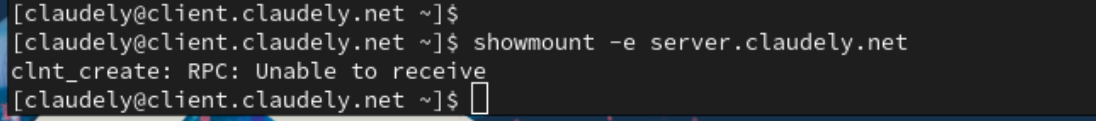 [claudely@client.claudely.net ~]$
[claudely@client.claudely.net ~]$ showmount -e server.claudely.net
clnt_create: RPC: Unable to receive
[claudely@client.claudely.net ~]$